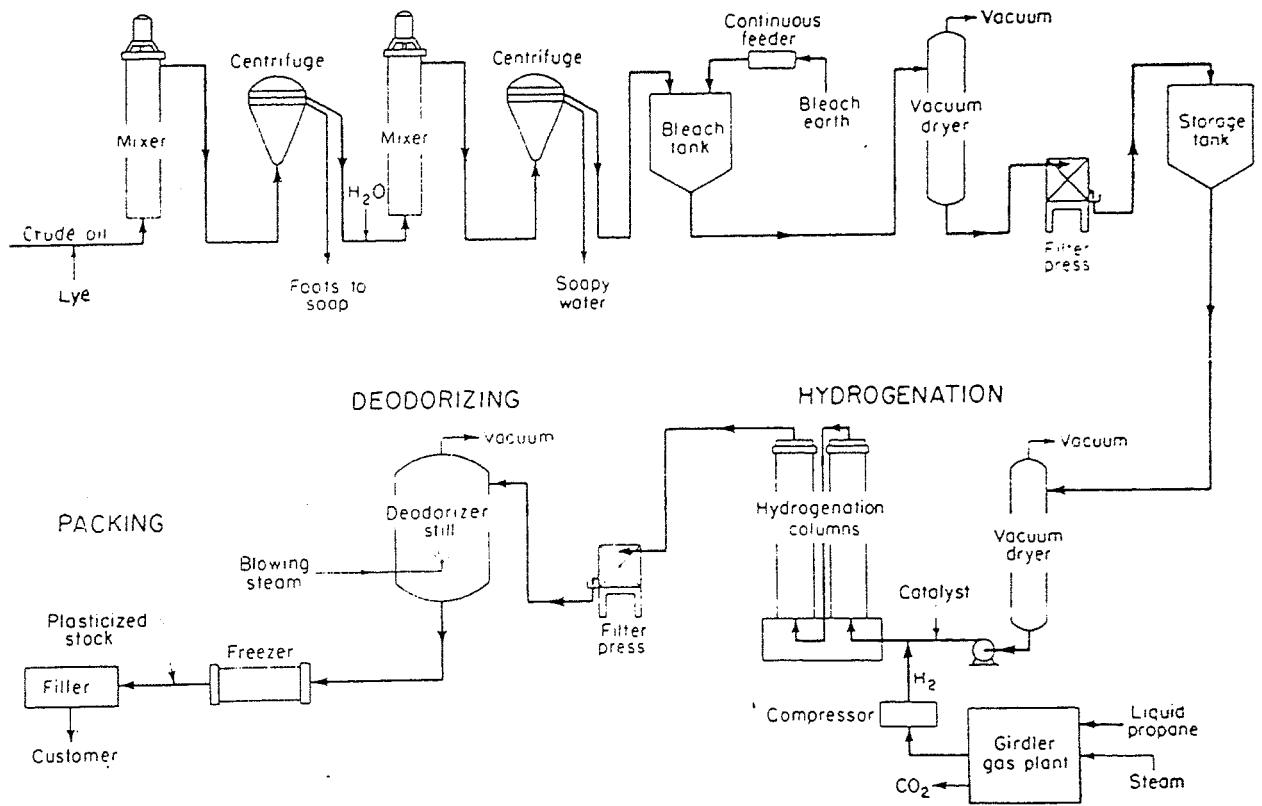 Vacuum
Continuous
feeder
Centrifuge
Centrifuge
Mixer
Mixer
Bleach
tank
Bleach
earth
Vacuum
dryer
Storage
tank
H₂O
Crude oil
Lye
Foots to
soap
Soapy
water
Filter
press
DEODORIZING
HYDROGENATION
Vacuum
Vacuum
PACKING
Deodorizer
still
Hydrogenation
columns
Vacuum
dryer
Blowing
steam
Catalyst
Plasticized
stock
Freezer
Filter
press
Filler
H₂
Compressor
Customer
Girdler
gas plant
Liquid
propane
Steam
CO₂